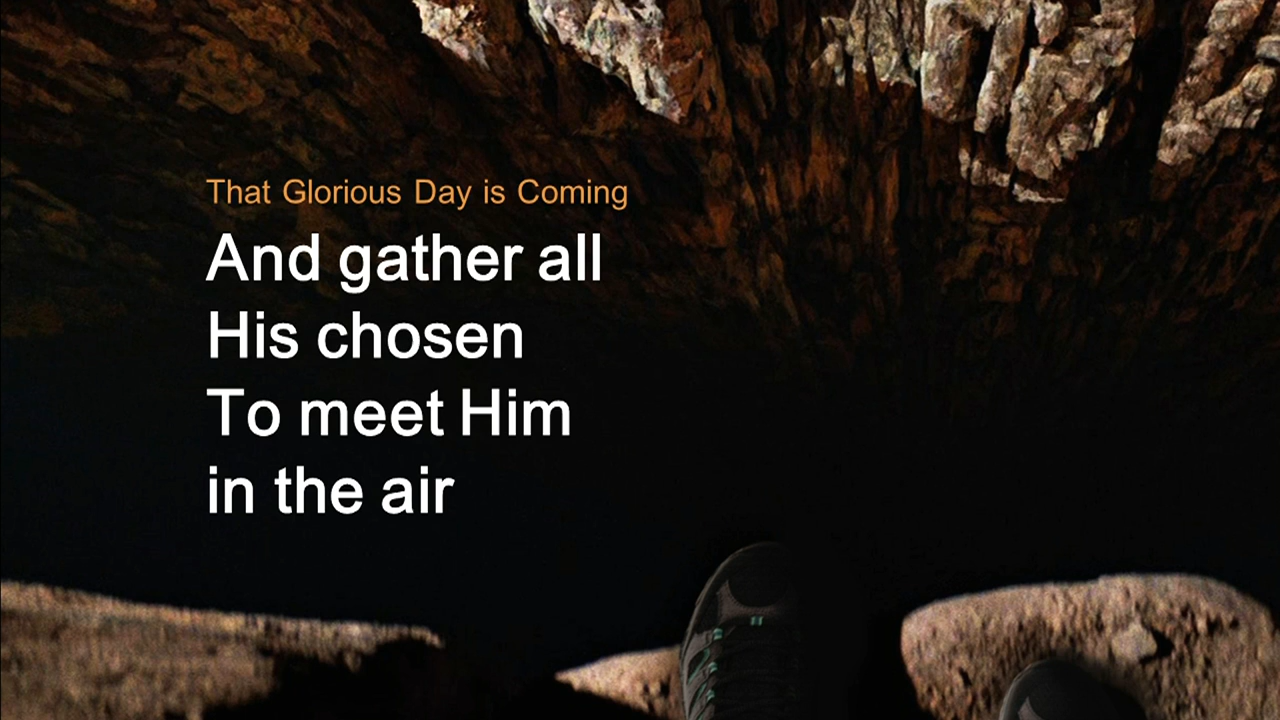 That Glorious Day is Coming
And gather all
His chosen
To meet Him
in the air